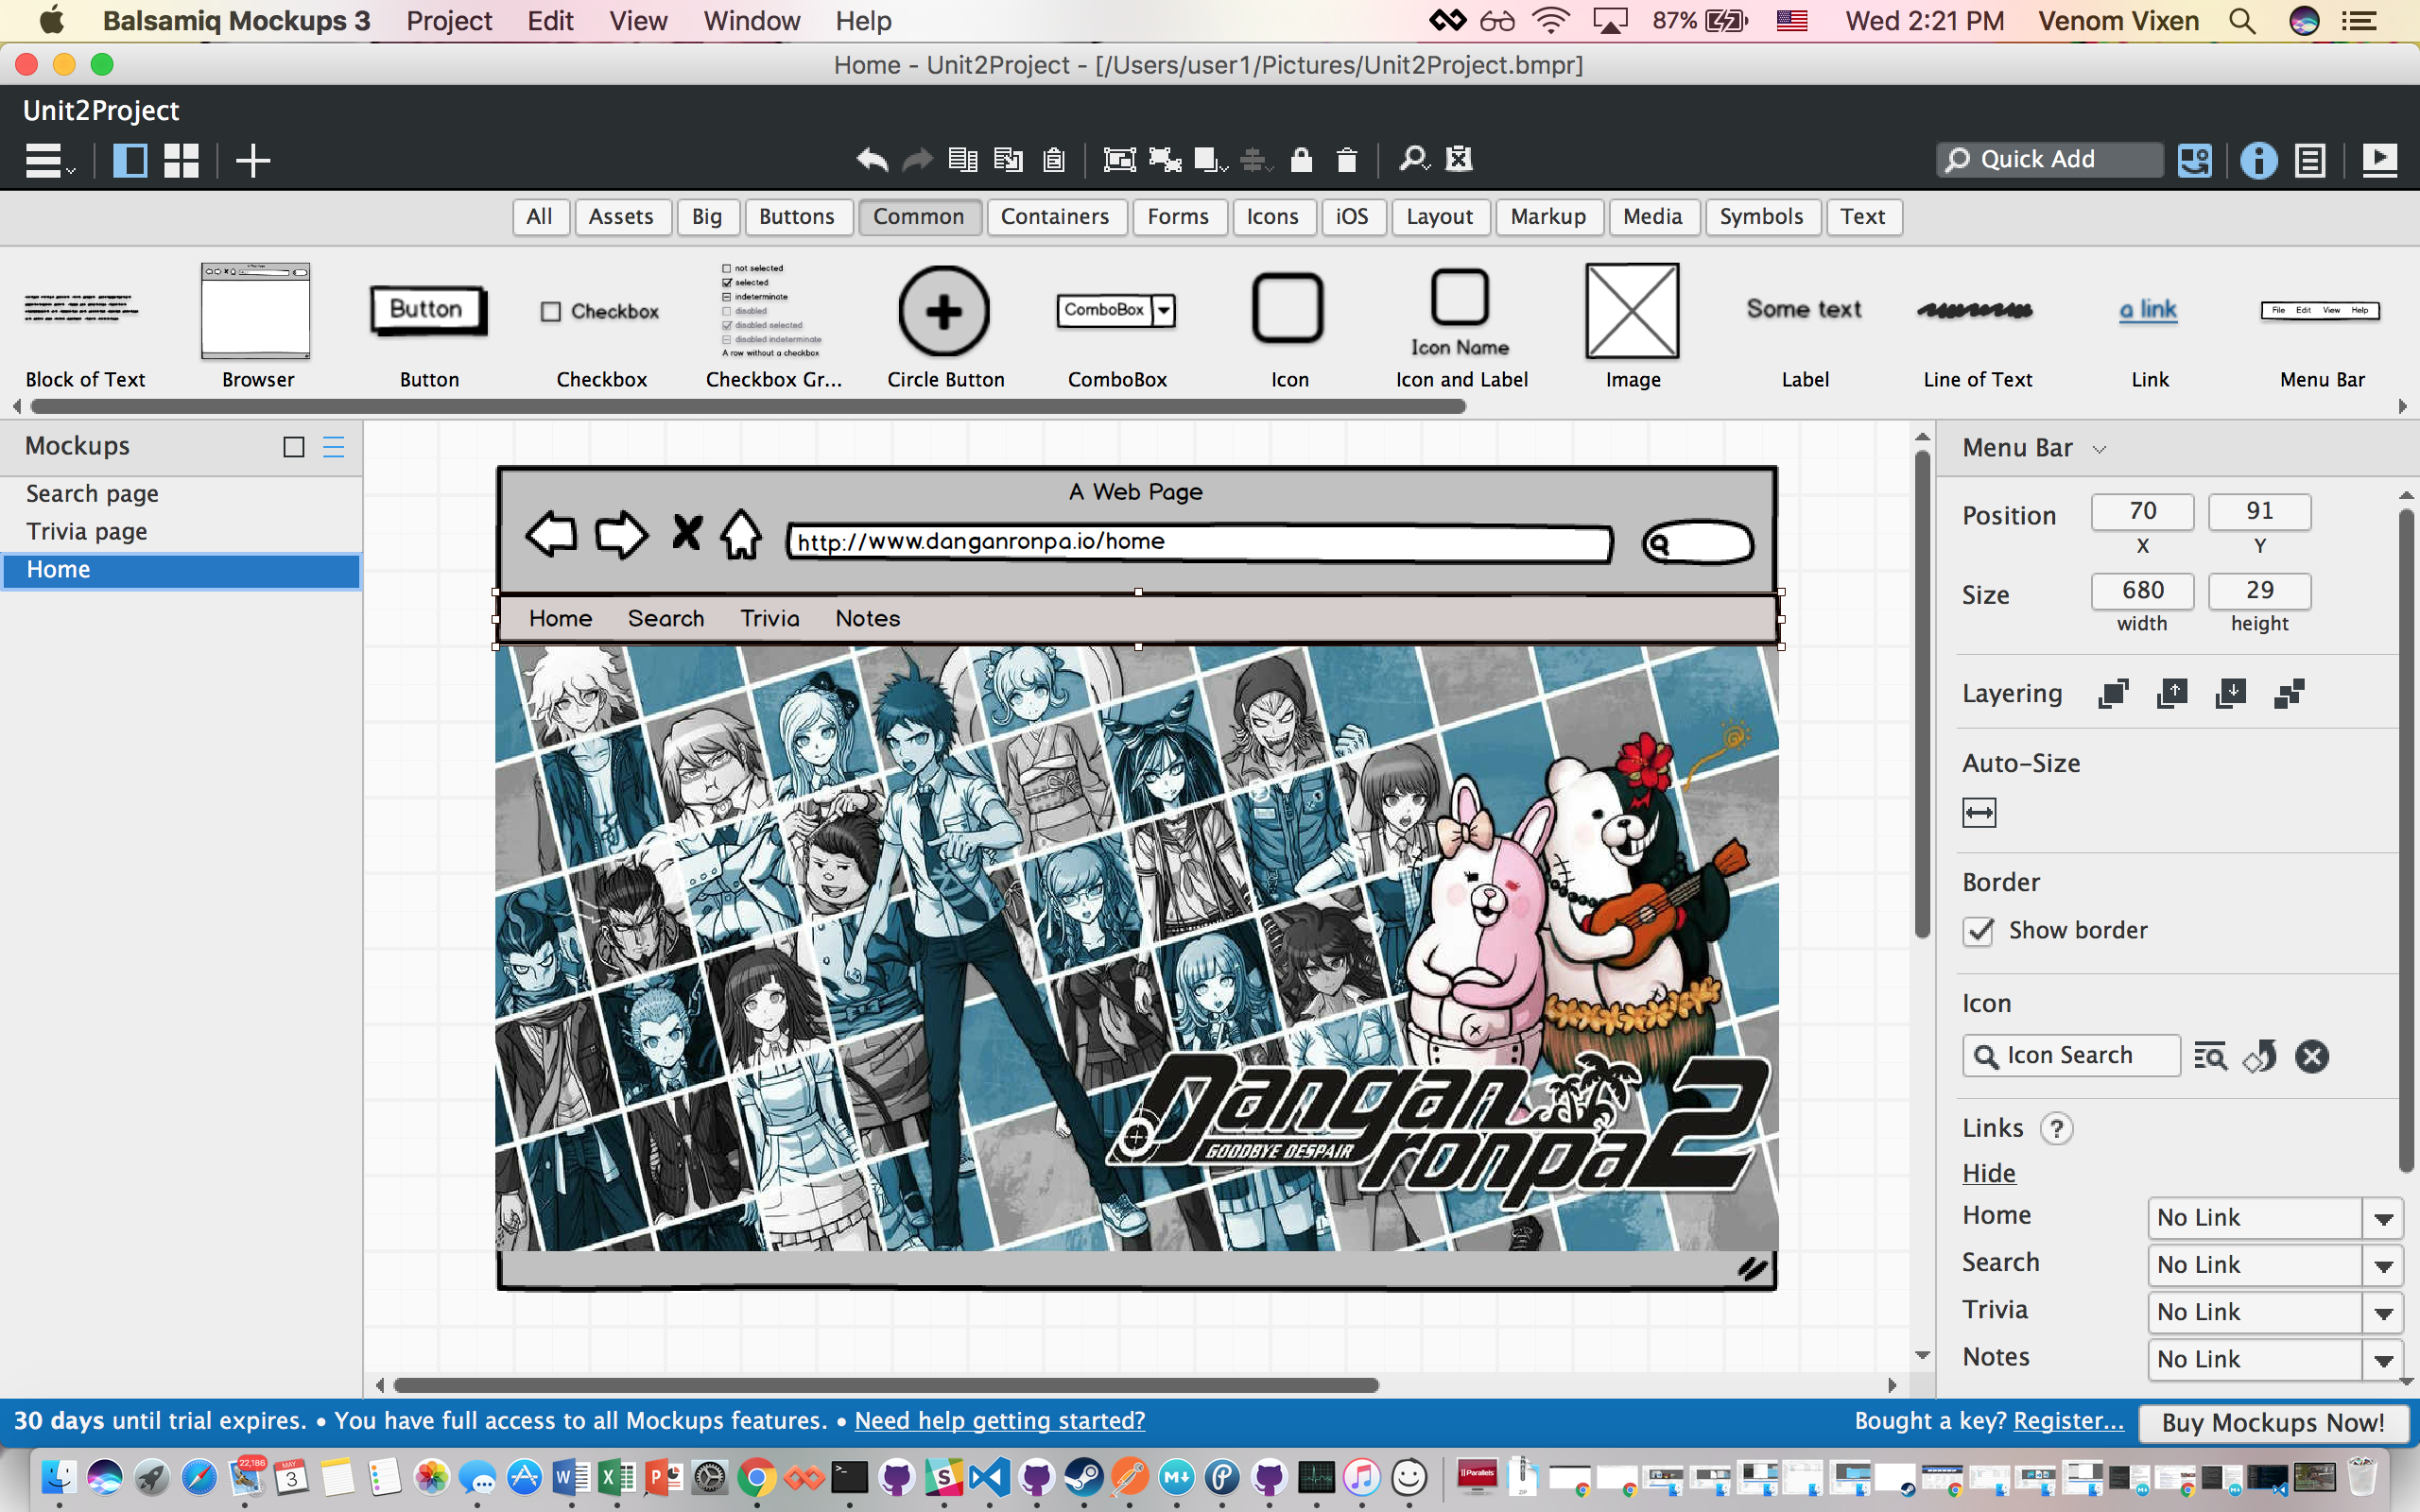 Balsamiq Mockups 3 Project Edit View Window Help 87% Wed 2:21 PM Venom Vixen
Home - Unit2Project - [/Users/user1/Pictures/Unit2Project.bmpr]
Unit2Project
Quick Add
All Assets Big Buttons Common Containers Forms Icons iOS Layout Markup Media Symbols Text
not selected
selected
indeterminate
disabled
disabled selected
disabled indeterminate
A row without a checkbox
Button Checkbox ComboBox Icon Name Some text a link File Edit View Help
Block of Text Browser Button Checkbox Checkbox Gr... Circle Button ComboBox Icon Icon and Label Image Label Line of Text Link Menu Bar
Mockups
Search page
Trivia page
Home
A Web Page
http://www.danganronpa.io/home
Home Search Trivia Notes
Danganronpa 2
GOODBYE DESPAIR
Menu Bar
Position 70 91
X Y
Size 680 29
width height
Layering
Auto-Size
Border
Show border
Icon
Icon Search
Links ?
Hide
Home No Link
Search No Link
Trivia No Link
Notes No Link
30 days until trial expires. • You have full access to all Mockups features. • Need help getting started? Bought a key? Register... Buy Mockups Now!
22,186
MAY
3
Parallels
ZIP